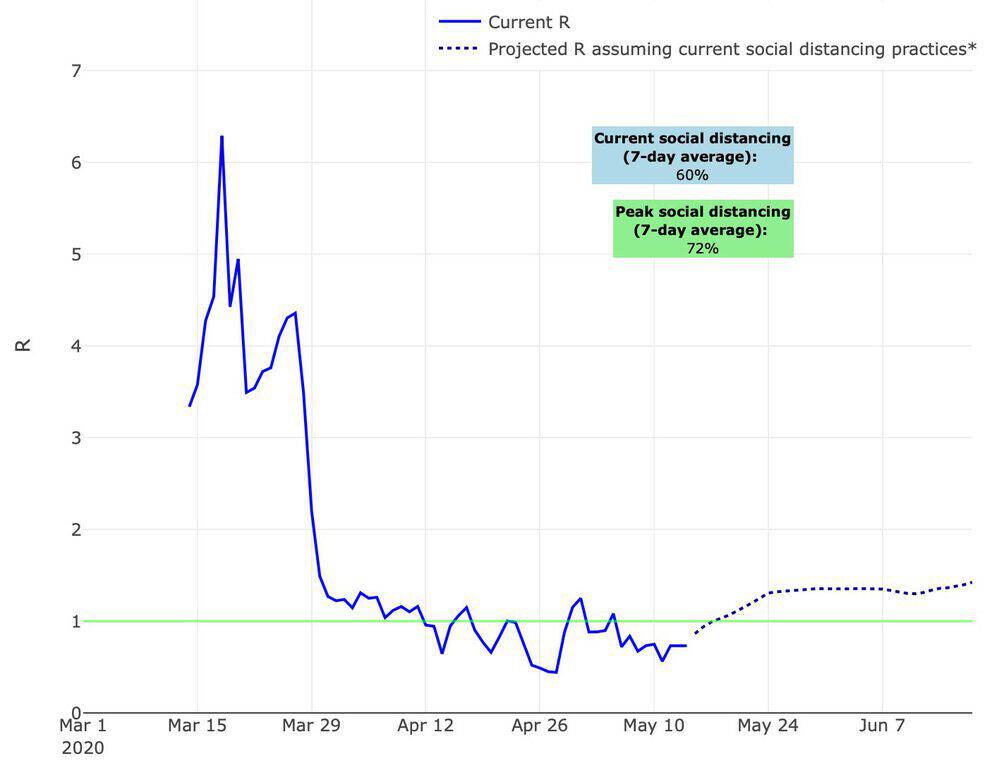 Current R
Projected R assuming current social distancing practices*
7
Current social distancing
(7-day average):
60%
6
Peak social distancing
(7-day average):
72%
5
R
4
3
2
1
0
Mar 1
2020
Mar 15
Mar 29
Apr 12
Apr 26
May 10
May 24
Jun 7